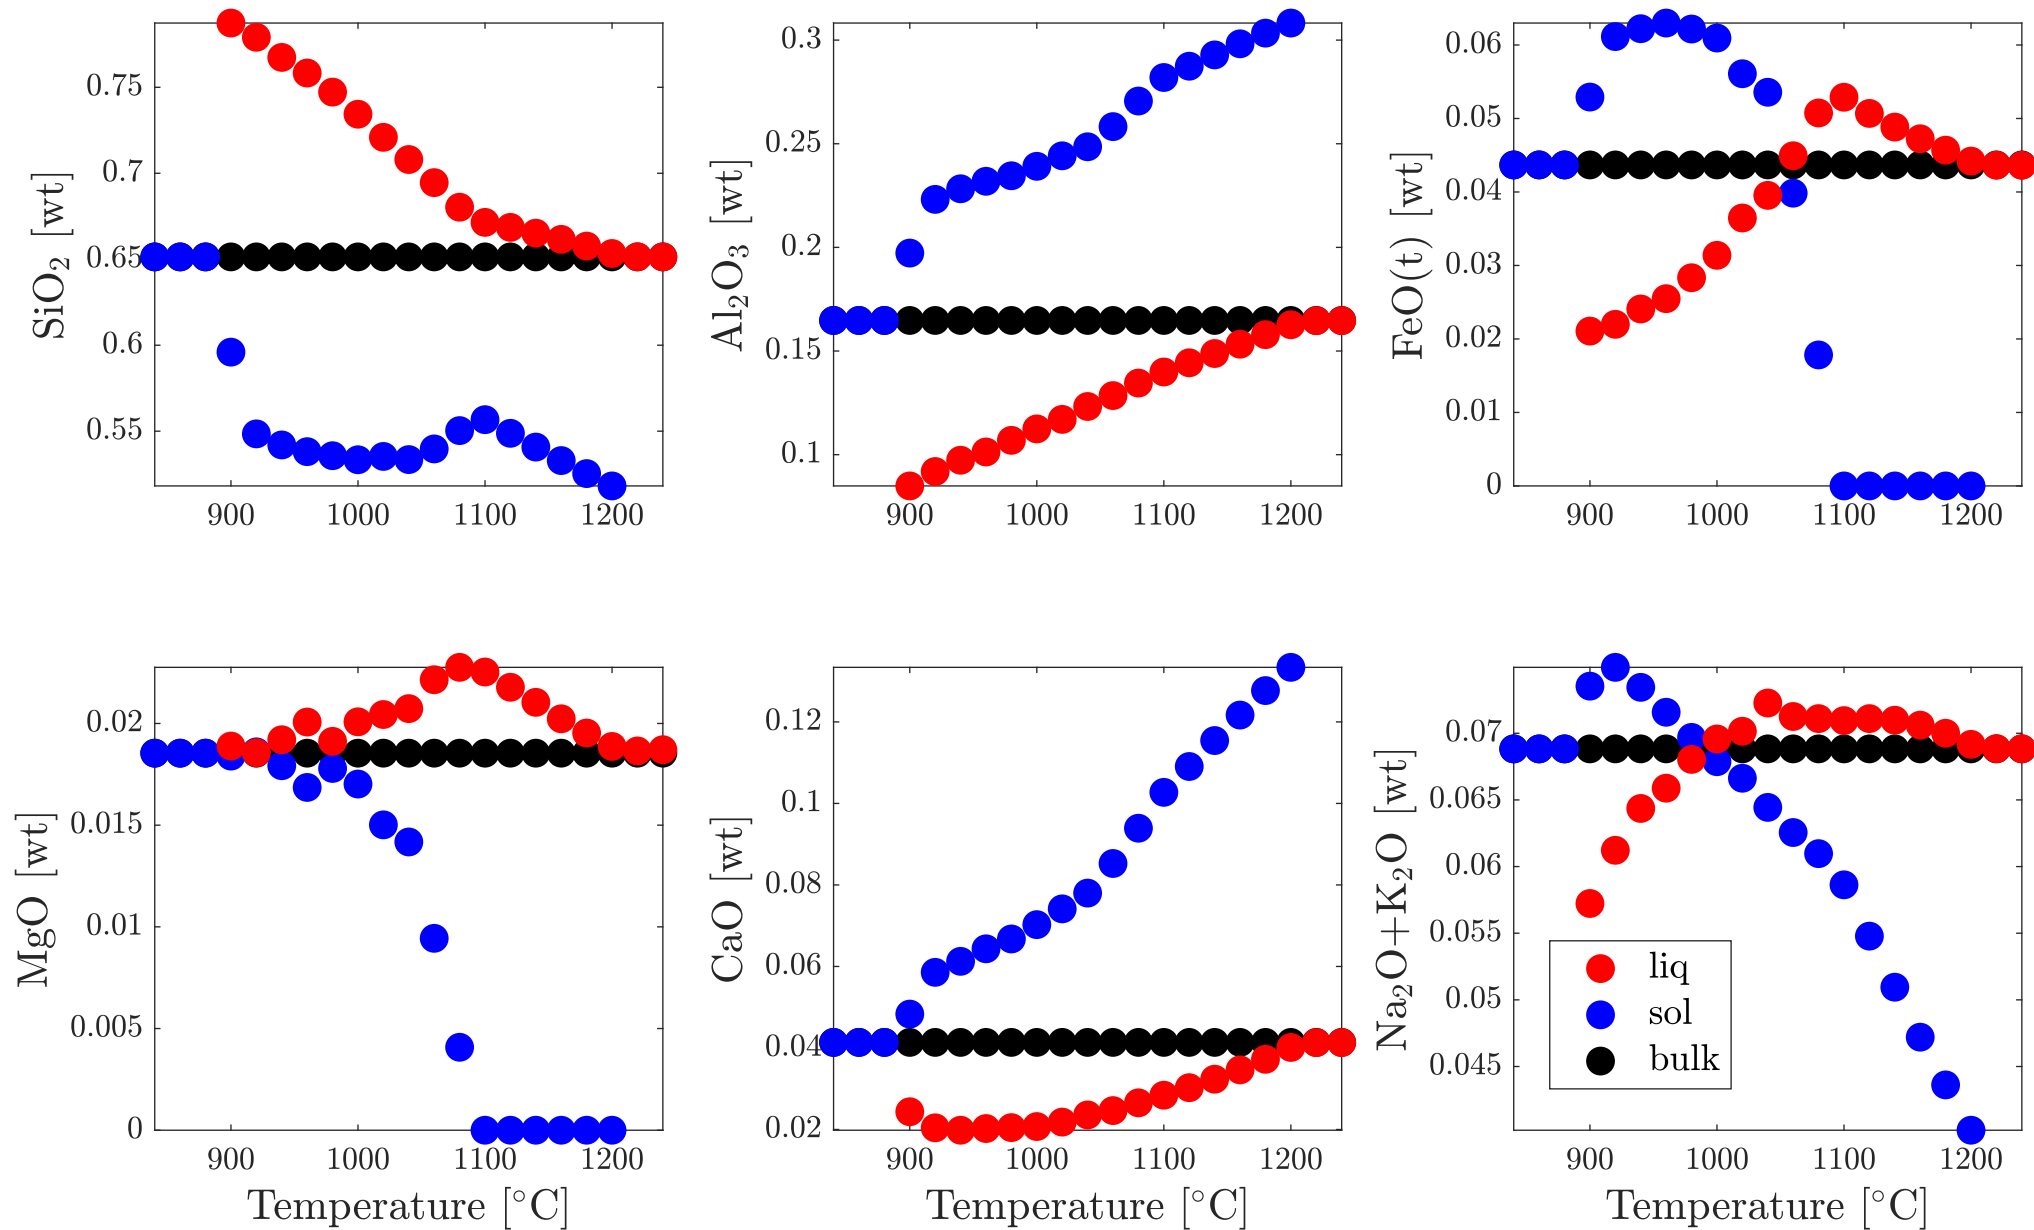 0.75
0.7
0.65
0.6
0.55
SiO₂ [wt]
900 1000 1100 1200
0.3
0.25
0.2
0.15
0.1
Al₂O₃ [wt]
900 1000 1100 1200
0.06
0.05
0.04
0.03
0.02
0.01
0
FeO(t) [wt]
900 1000 1100 1200
0.02
0.015
0.01
0.005
0
MgO [wt]
900 1000 1100 1200
Temperature [°C]
0.12
0.1
0.08
0.06
0.04
0.02
CaO [wt]
900 1000 1100 1200
Temperature [°C]
0.07
0.065
0.06
0.055
0.05
0.045
Na₂O+K₂O [wt]
liq
sol
bulk
900 1000 1100 1200
Temperature [°C]